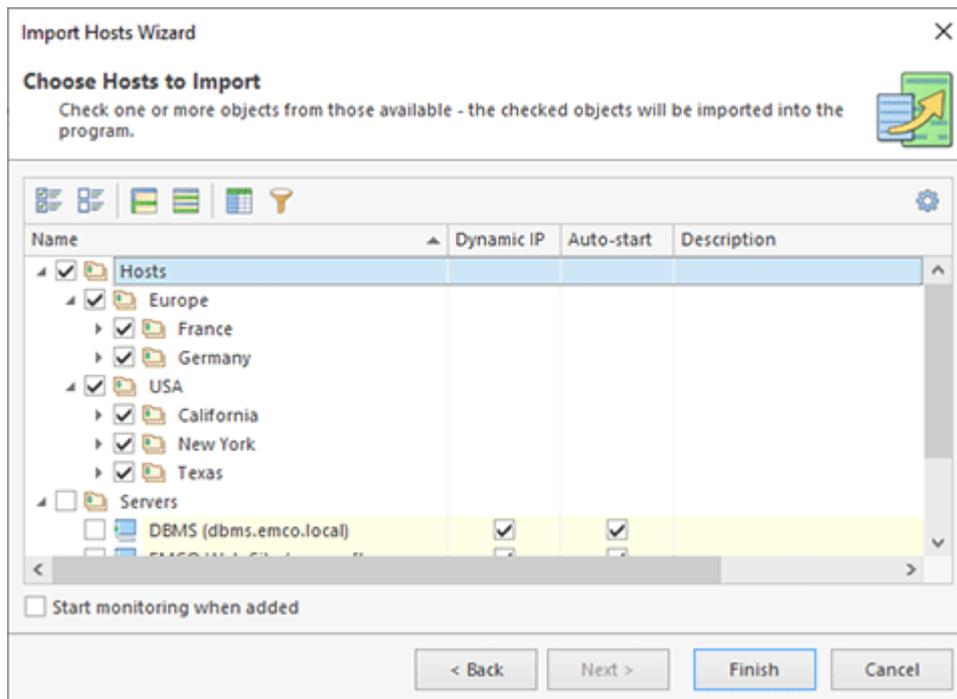 Import Hosts Wizard
Choose Hosts to Import
Check one or more objects from those available - the checked objects will be imported into the
program.
Name Dynamic IP Auto-start Description
Hosts
Europe
France
Germany
USA
California
New York
Texas
Servers
DBMS (dbms.emco.local)
Start monitoring when added
< Back Next > Finish Cancel